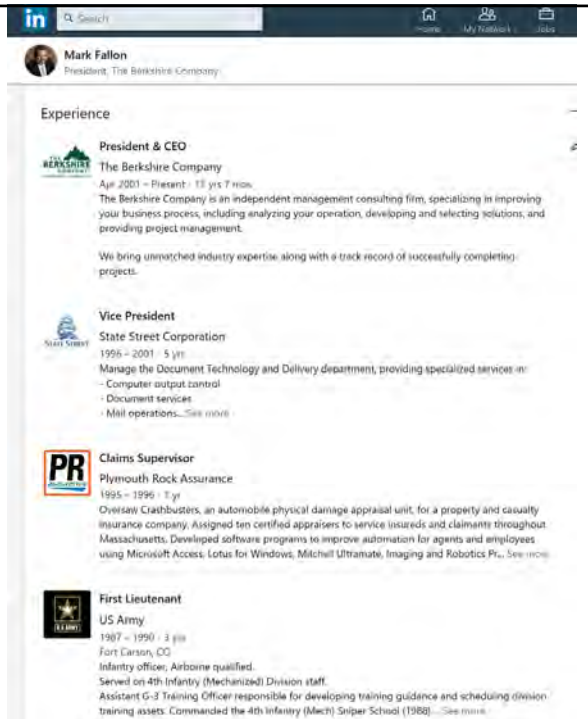 in Search
Home My Network Jobs
Mark Fallon
President, The Berkshire Company
Experience
President & CEO
THE
BERKSHIRE
COMPANY
The Berkshire Company
Apr 2001 – Present · 17 yrs 7 mos
The Berkshire Company is an independent management consulting firm, specializing in improving
your business process, including analyzing your operation, developing and selecting solutions, and
providing project management.
We bring unmatched industry expertise along with a track record of successfully completing
projects.
Vice President
STATE STREET
State Street Corporation
1996 – 2001 · 5 yrs
Manage the Document Technology and Delivery department, providing specialized services in:
- Computer output control
- Document services
- Mail operations... See more
Claims Supervisor
PR
Plymouth Rock Assurance
1995 – 1996 · 1 yr
Oversaw Crashbusters, an automobile physical damage appraisal unit, for a property and casualty
insurance company. Assigned ten certified appraisers to service insureds and claimants throughout
Massachusetts. Developed software programs to improve automation for agents and employees
using Microsoft Access, Lotus for Windows, Mitchell Ultramate, Imaging and Robotics Pr... See more
First Lieutenant
U.S. ARMY
US Army
1987 – 1990 · 3 yrs
Fort Carson, CO
Infantry officer, Airborne qualified.
Served on 4th Infantry (Mechanized) Division staff.
Assistant G-3 Training Officer responsible for developing training guidance and scheduling division
training assets. Commanded the 4th Infantry (Mech) Sniper School (1988)... See more